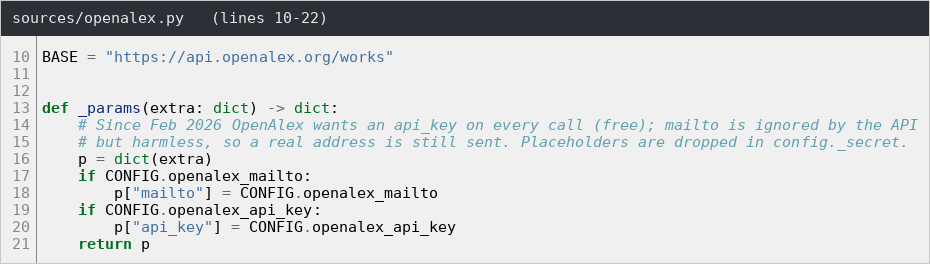 sources/openalex.py   (lines 10-22)
10 BASE = "https://api.openalex.org/works"
11
12
13 def _params(extra: dict) -> dict:
14     # Since Feb 2026 OpenAlex wants an api_key on every call (free); mailto is ignored by the API
15     # but harmless, so a real address is still sent. Placeholders are dropped in config._secret.
16     p = dict(extra)
17     if CONFIG.openalex_mailto:
18         p["mailto"] = CONFIG.openalex_mailto
19     if CONFIG.openalex_api_key:
20         p["api_key"] = CONFIG.openalex_api_key
21     return p